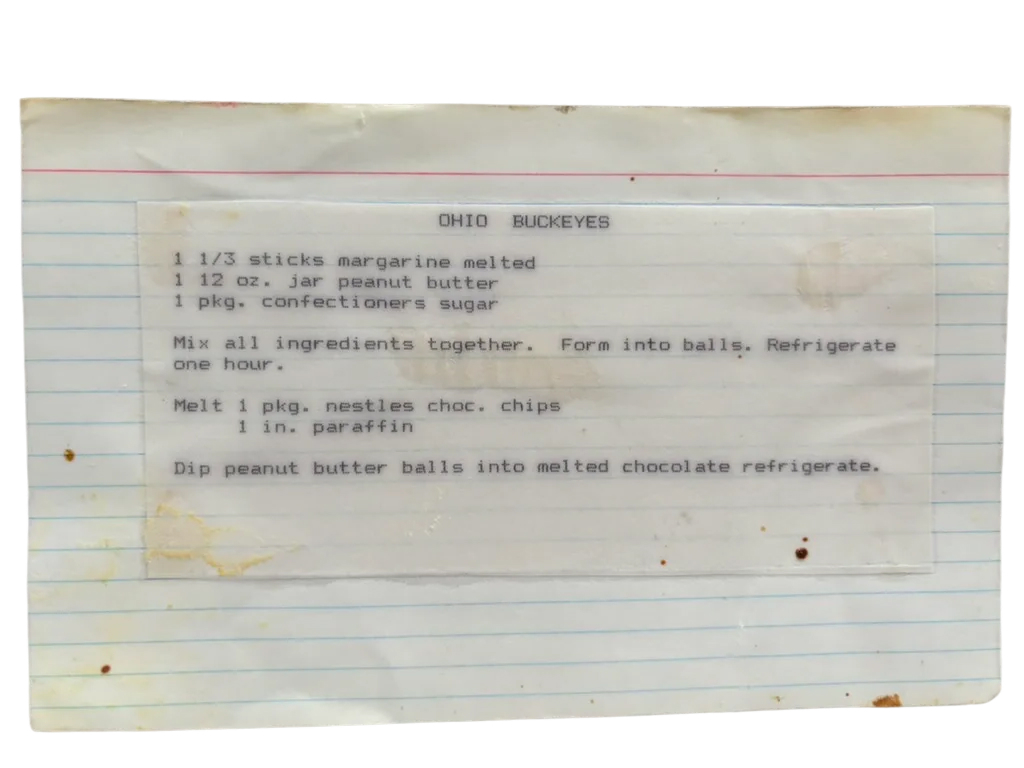 OHIO BUCKEYES
1 1/3 sticks margarine melted
1 12 oz. jar peanut butter
1 pkg. confectioners sugar
Mix all ingredients together. Form into balls. Refrigerate
one hour.
Melt 1 pkg. nestles choc. chips
1 in. paraffin
Dip peanut butter balls into melted chocolate refrigerate.